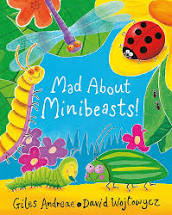 Mad About
Minibeasts!
Giles Andreae • David Wojtowycz